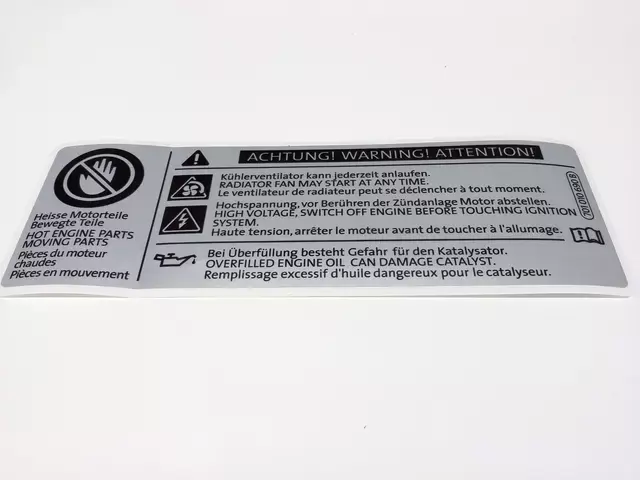 Heisse Motorteile
Bewegte Teile
HOT ENGINE PARTS
MOVING PARTS
Pièces du moteur
chaudes
Pièces en mouvement
ACHTUNG! WARNING! ATTENTION!
Kühlerventilator kann jederzeit anlaufen.
RADIATOR FAN MAY START AT ANY TIME.
Le ventilateur de radiateur peut se déclencher à tout moment.
Hochspannung, vor Berühren der Zündanlage Motor abstellen.
HIGH VOLTAGE, SWITCH OFF ENGINE BEFORE TOUCHING IGNITION
SYSTEM.
Haute tension, arrêter le moteur avant de toucher à l'allumage.
Bei Überfüllung besteht Gefahr für den Katalysator.
OVERFILLED ENGINE OIL CAN DAMAGE CATALYST.
Remplissage excessif d'huile dangereux pour le catalyseur.
701 010 690 B